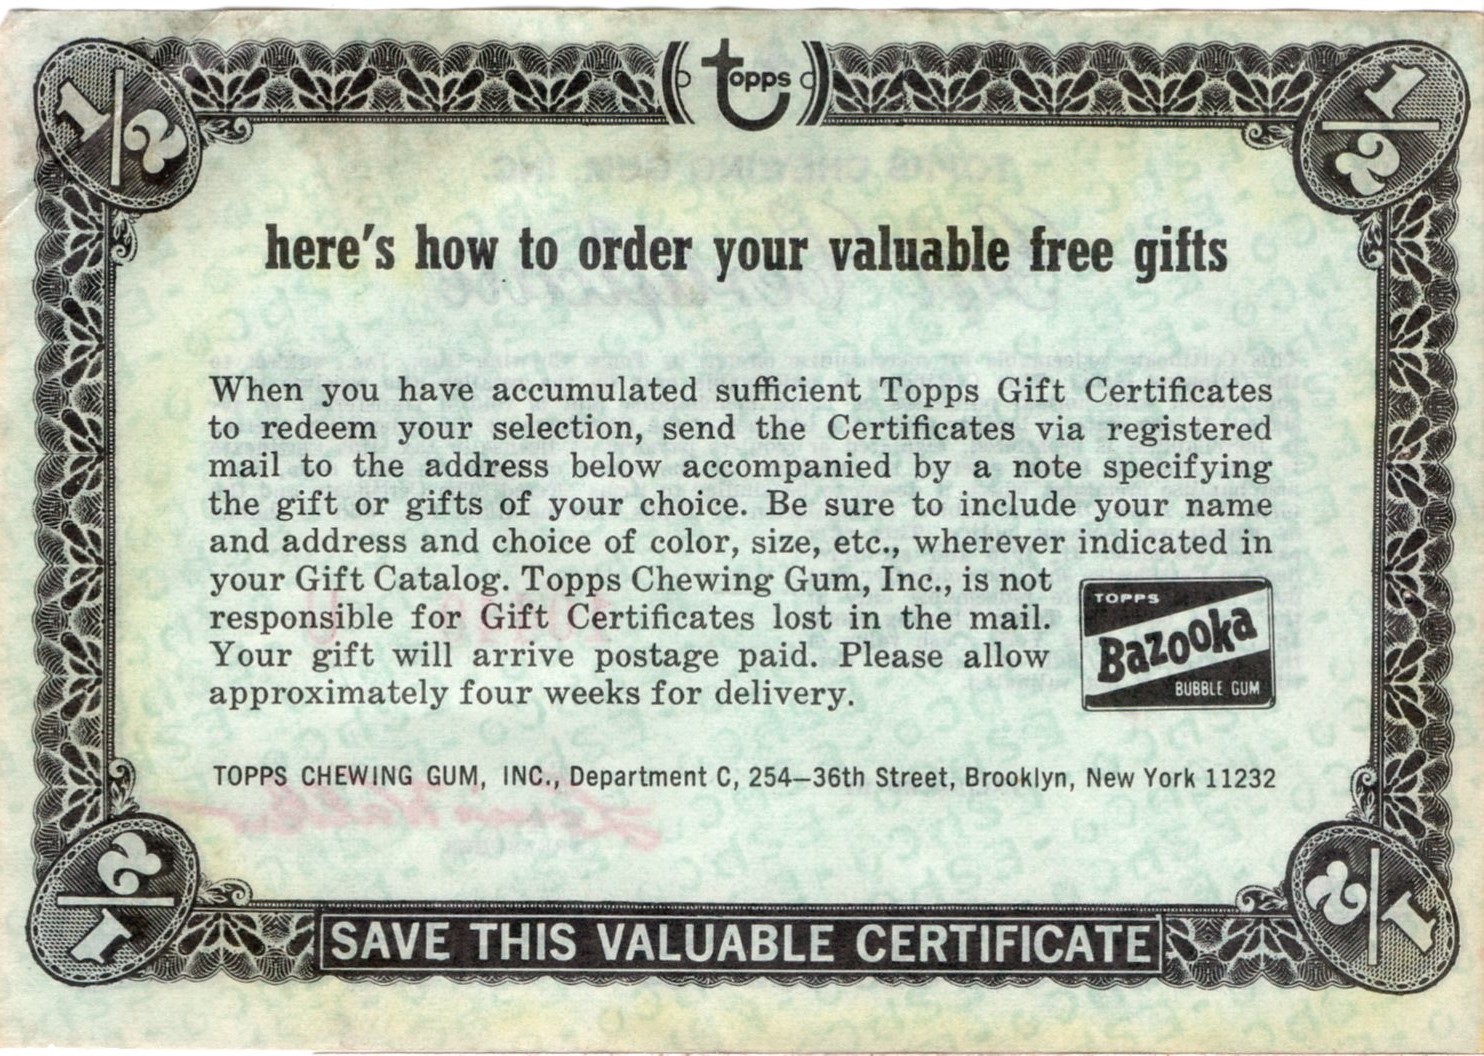 topps
1/2
1/2
here's how to order your valuable free gifts
When you have accumulated sufficient Topps Gift Certificates
to redeem your selection, send the Certificates via registered
mail to the address below accompanied by a note specifying
the gift or gifts of your choice. Be sure to include your name
and address and choice of color, size, etc., wherever indicated in
your Gift Catalog. Topps Chewing Gum, Inc., is not
responsible for Gift Certificates lost in the mail.
Your gift will arrive postage paid. Please allow
approximately four weeks for delivery.
TOPPS
Bazooka
BUBBLE GUM
TOPPS CHEWING GUM, INC., Department C, 254—36th Street, Brooklyn, New York 11232
1/2
1/2
SAVE THIS VALUABLE CERTIFICATE